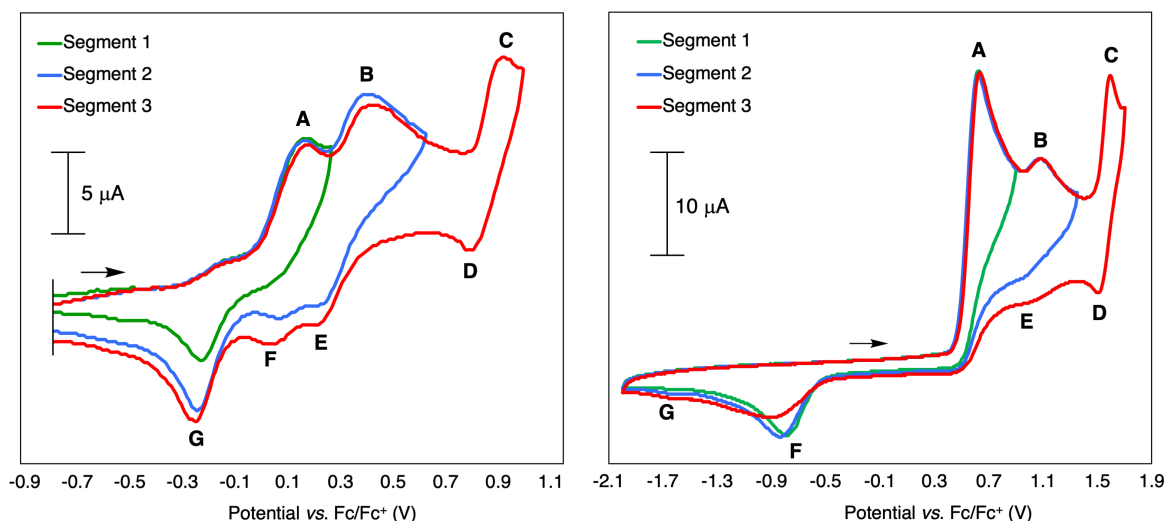 Segment 1
Segment 2
Segment 3
5 μA
A
B
C
D
E
F
G
-0.9 -0.7 -0.5 -0.3 -0.1 0.1 0.3 0.5 0.7 0.9 1.1
Potential vs. Fc/Fc⁺ (V)
Segment 1
Segment 2
Segment 3
10 μA
A
B
C
D
E
F
G
-2.1 -1.7 -1.3 -0.9 -0.5 -0.1 0.3 0.7 1.1 1.5 1.9
Potential vs. Fc/Fc⁺ (V)